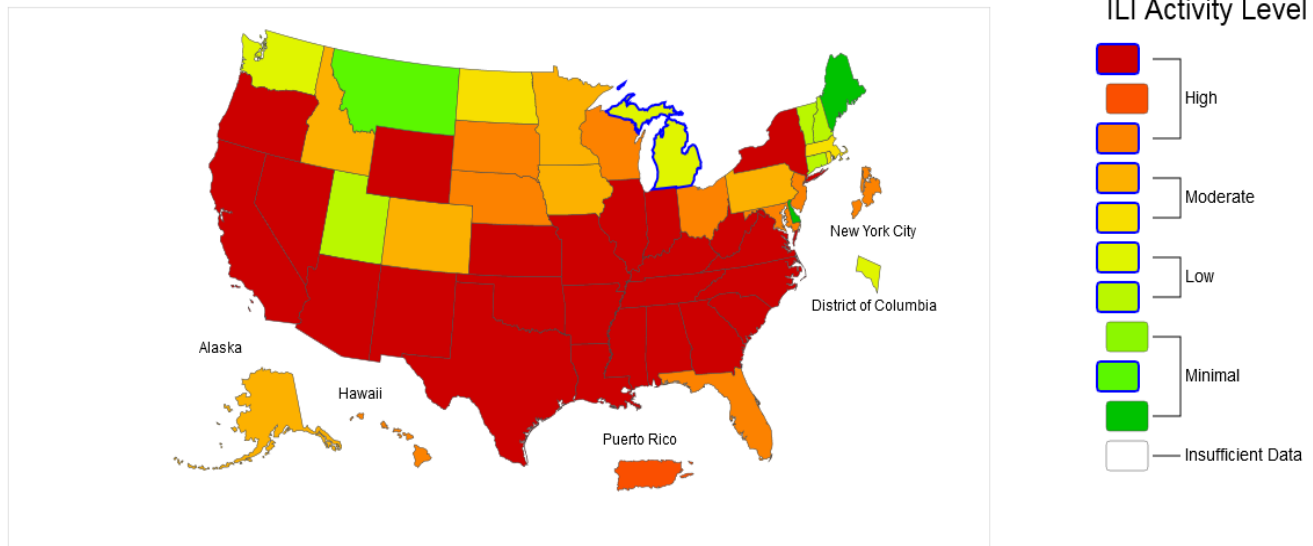 ILI Activity Level
High
Moderate
New York City
Low
District of Columbia
Alaska
Hawaii
Minimal
Puerto Rico
Insufficient Data